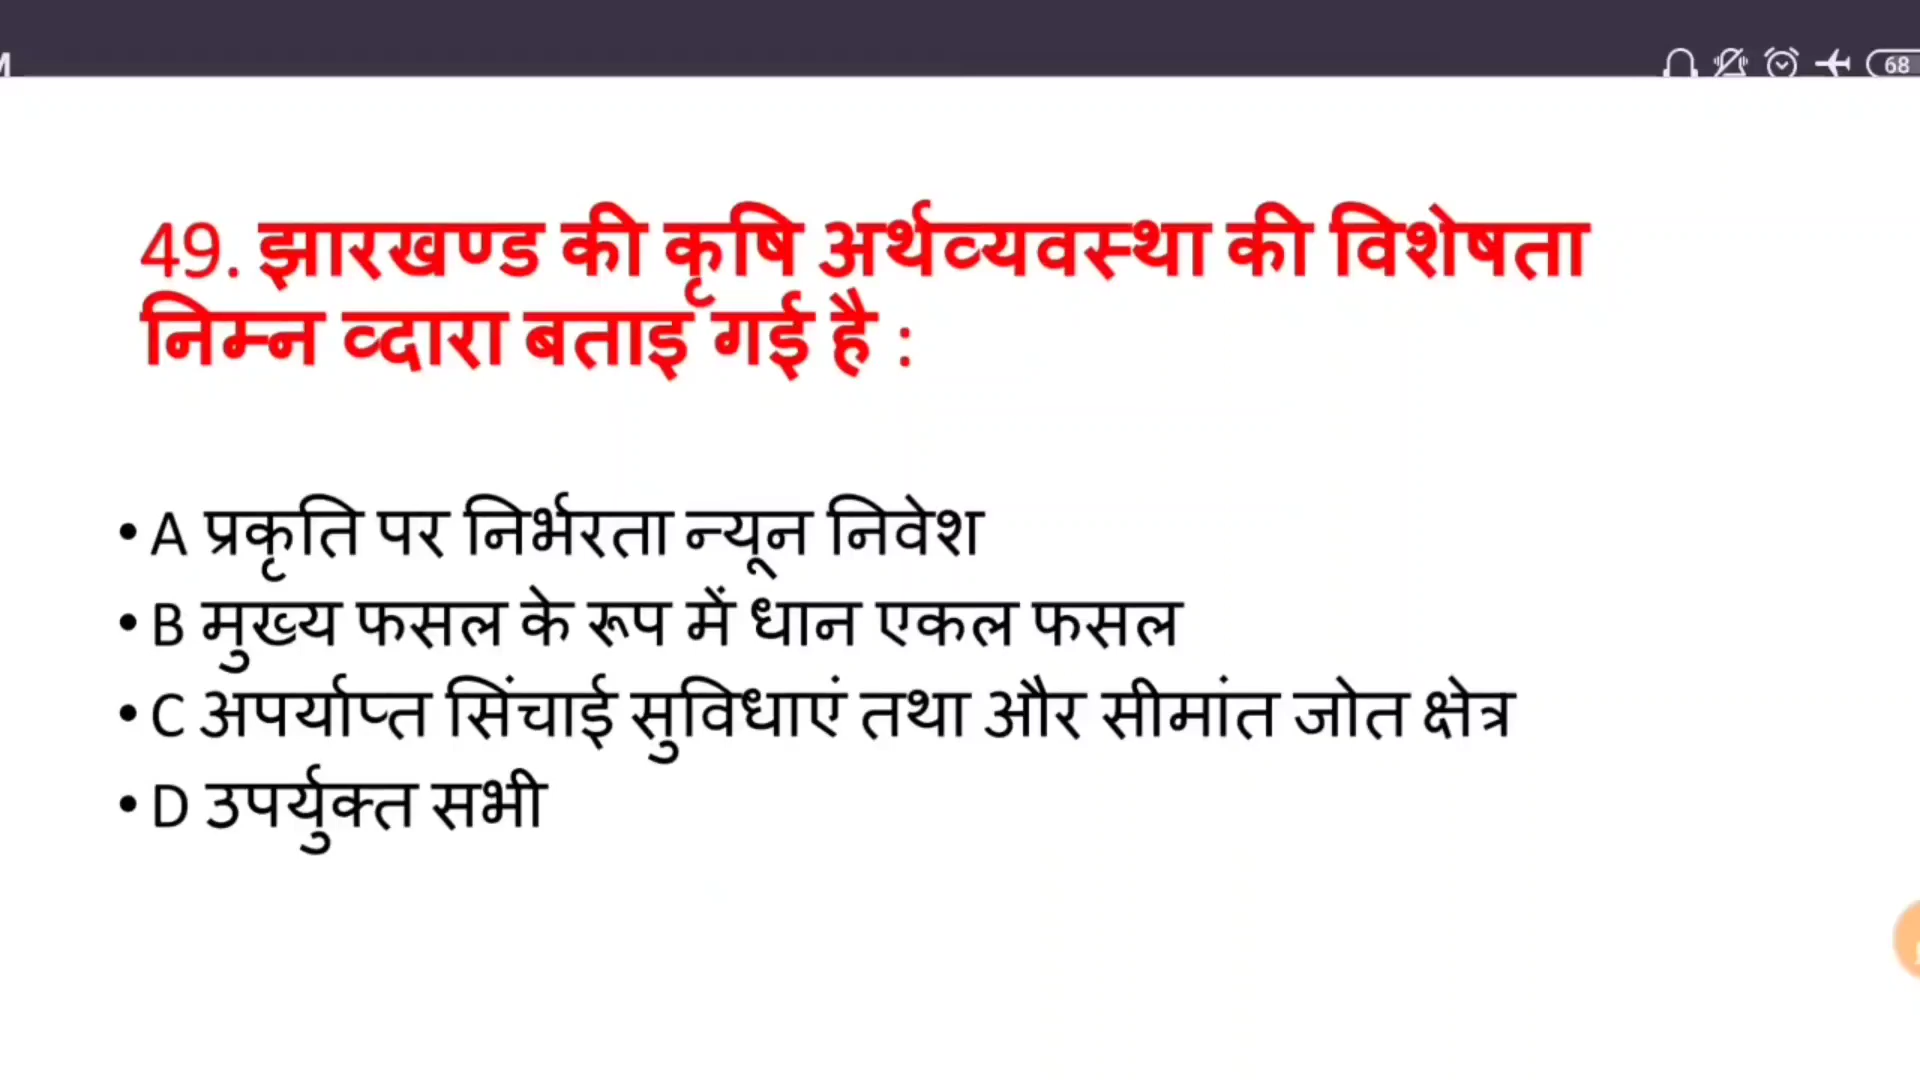 68
49. झारखण्ड की कृषि अर्थव्यवस्था की विशेषता
निम्न व्दारा बताइ गई है :
• A प्रकृति पर निर्भरता न्यून निवेश
• B मुख्य फसल के रूप में धान एकल फसल
• C अपर्याप्त सिंचाई सुविधाएं तथा और सीमांत जोत क्षेत्र
• D उपर्युक्त सभी